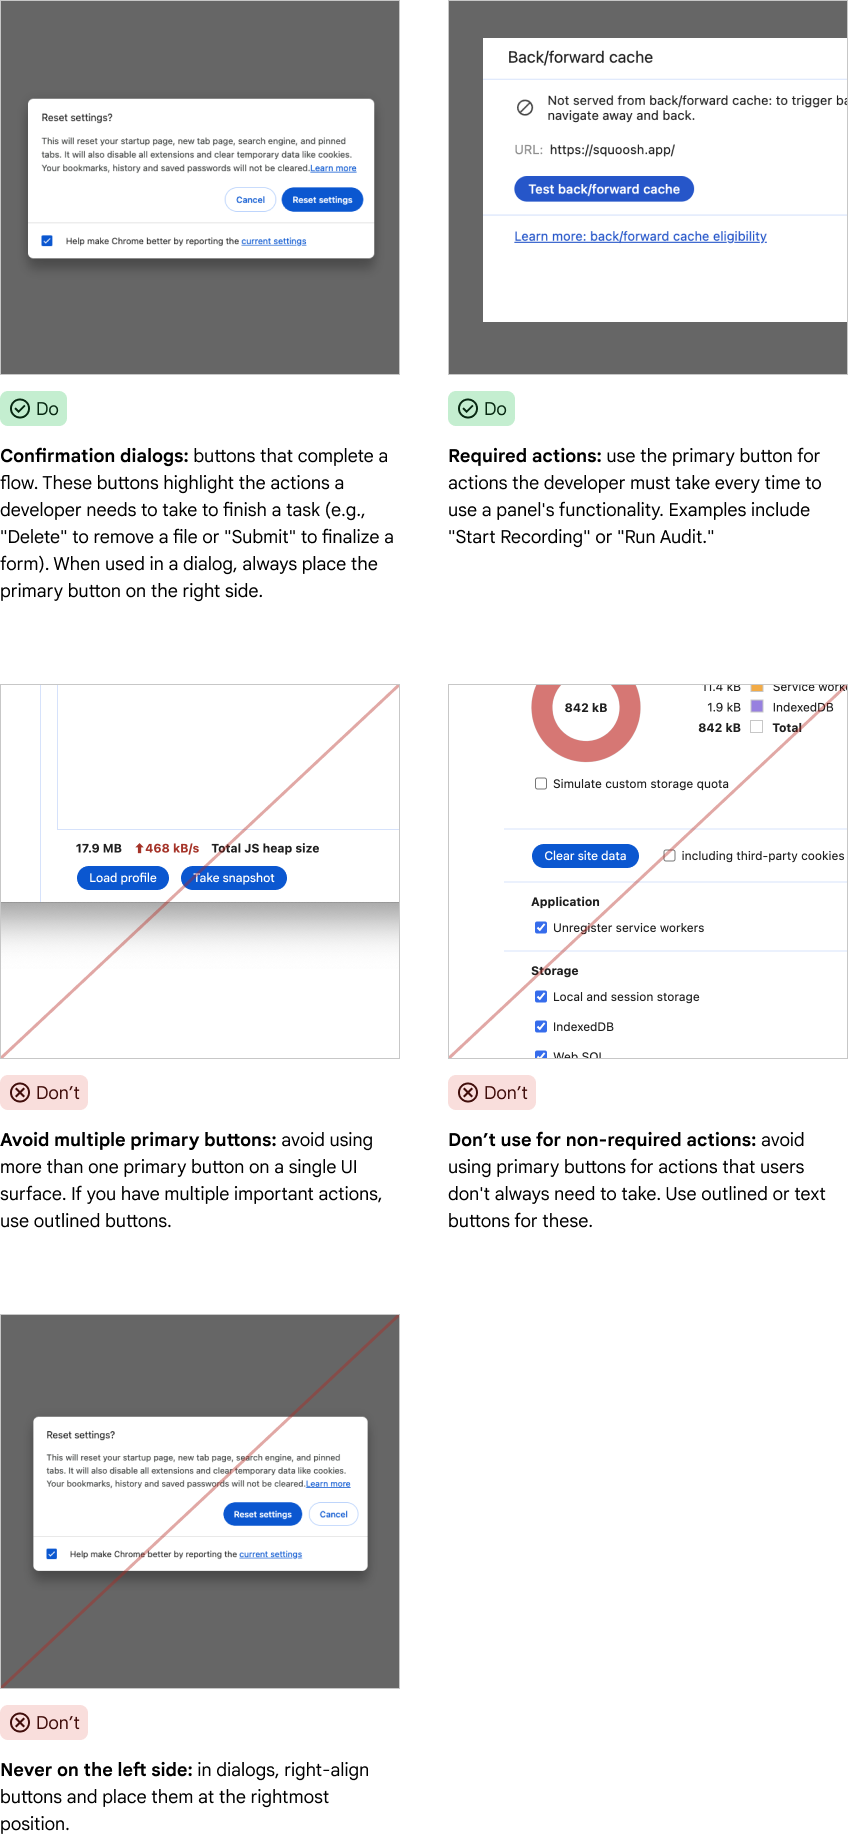 Reset settings?
This will reset your startup page, new tab page, search engine, and pinned
tabs. It will also disable all extensions and clear temporary data like cookies.
Your bookmarks, history and saved passwords will not be cleared.Learn more
Cancel
Reset settings
Help make Chrome better by reporting the current settings
Do
Confirmation dialogs: buttons that complete a
flow. These buttons highlight the actions a
developer needs to take to finish a task (e.g.,
"Delete" to remove a file or "Submit" to finalize a
form). When used in a dialog, always place the
primary button on the right side.
Back/forward cache
Not served from back/forward cache: to trigger ba
navigate away and back.
URL: https://squoosh.app/
Test back/forward cache
Learn more: back/forward cache eligibility
Do
Required actions: use the primary button for
actions the developer must take every time to
use a panel's functionality. Examples include
"Start Recording" or "Run Audit."
17.9 MB 468 kB/s Total JS heap size
Load profile Take snapshot
Don’t
Avoid multiple primary buttons: avoid using
more than one primary button on a single UI
surface. If you have multiple important actions,
use outlined buttons.
842 kB
11.4 kB Service work
1.9 kB IndexedDB
842 kB Total
Simulate custom storage quota
Clear site data including third-party cookies
Application
Unregister service workers
Storage
Local and session storage
IndexedDB
Web SQL
Don’t
Don’t use for non-required actions: avoid
using primary buttons for actions that users
don't always need to take. Use outlined or text
buttons for these.
Reset settings?
This will reset your startup page, new tab page, search engine, and pinned
tabs. It will also disable all extensions and clear temporary data like cookies.
Your bookmarks, history and saved passwords will not be cleared.Learn more
Reset settings
Cancel
Help make Chrome better by reporting the current settings
Don’t
Never on the left side: in dialogs, right-align
buttons and place them at the rightmost
position.